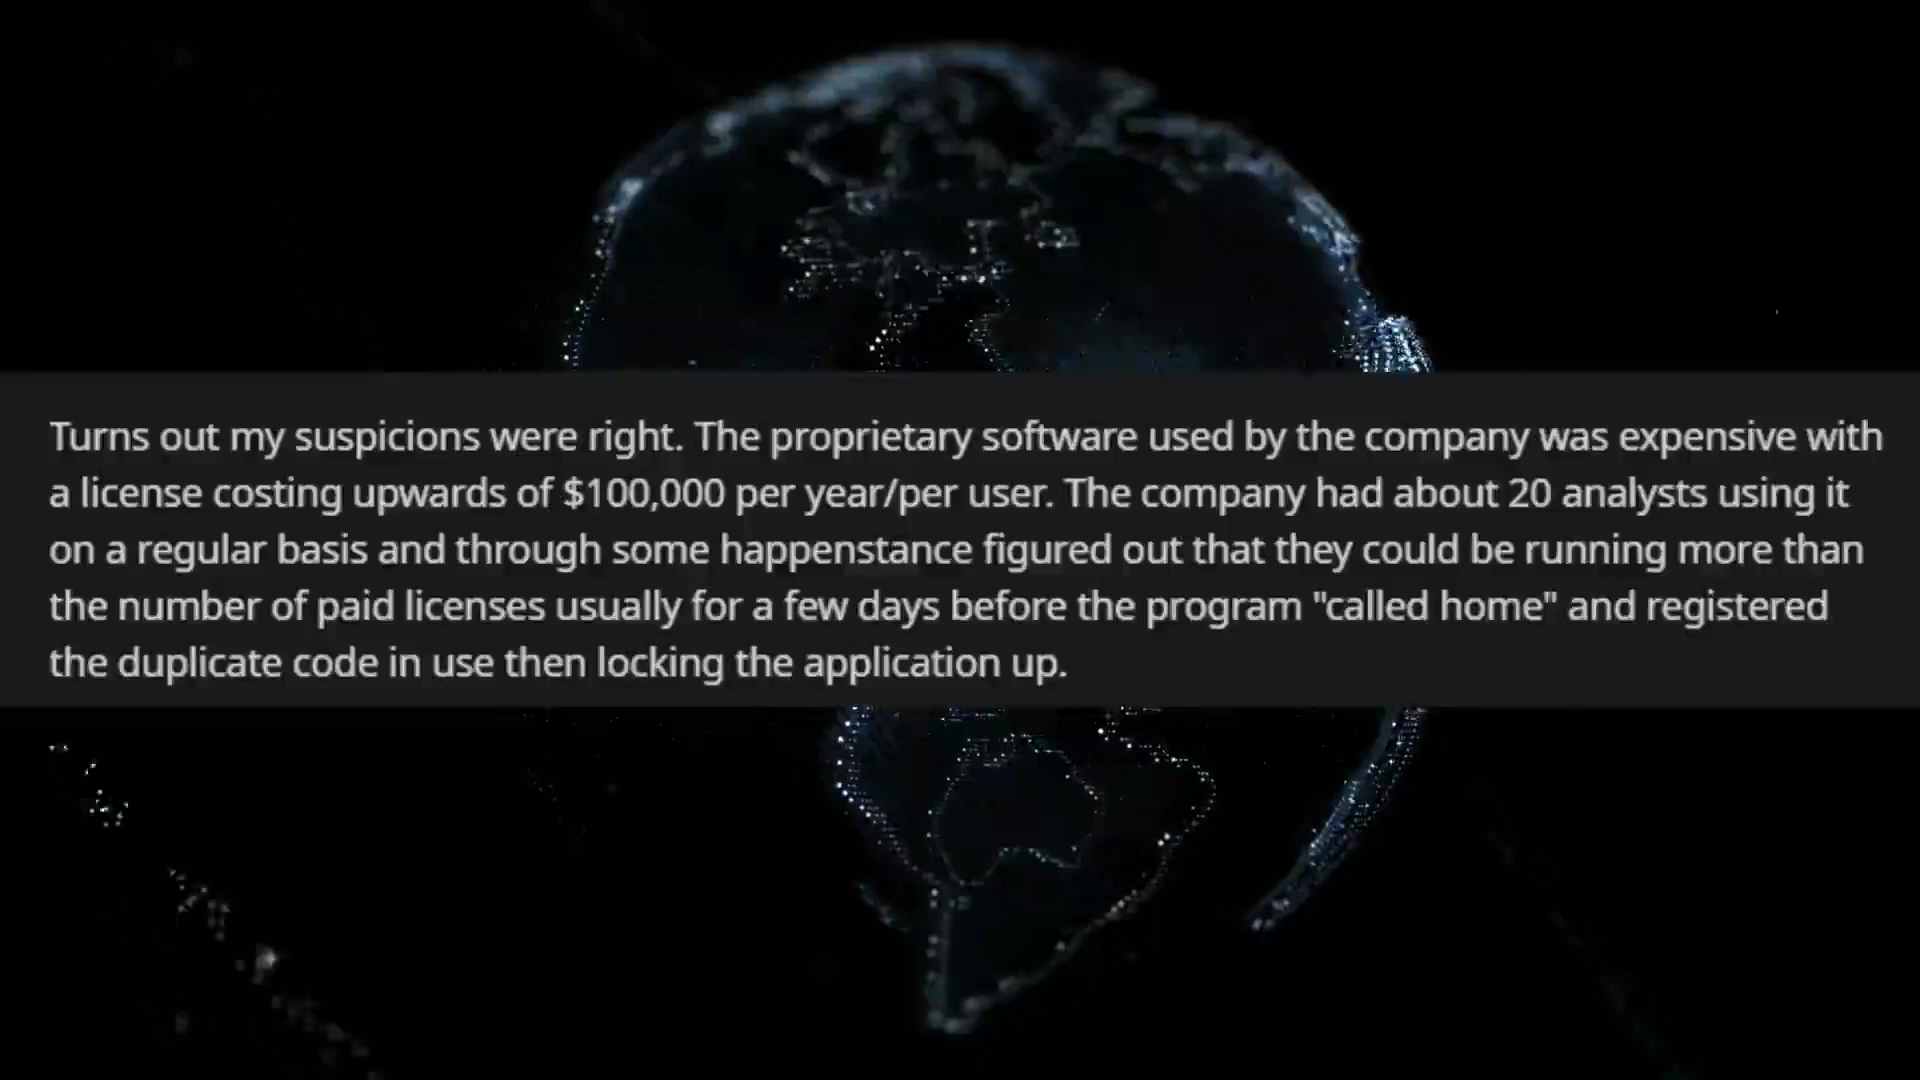 Turns out my suspicions were right. The proprietary software used by the company was expensive with
a license costing upwards of $100,000 per year/per user. The company had about 20 analysts using it
on a regular basis and through some happenstance figured out that they could be running more than
the number of paid licenses usually for a few days before the program "called home" and registered
the duplicate code in use then locking the application up.